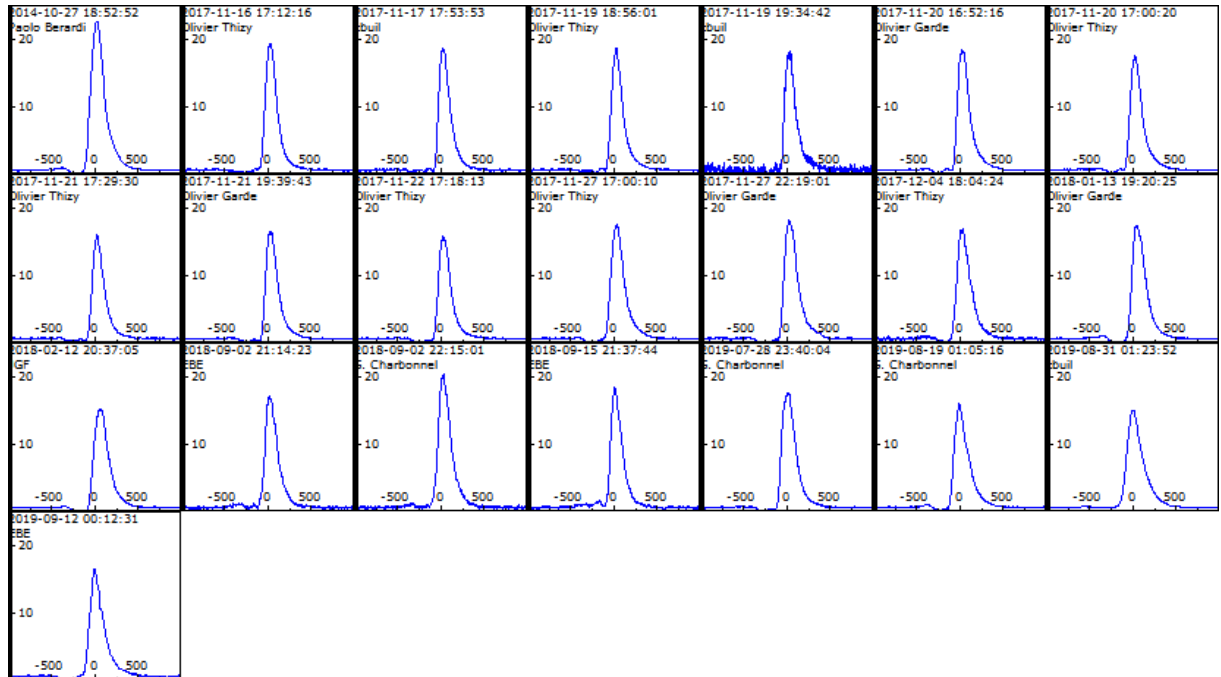 2014-10-27 18:52:52
Paolo Berardi
20
10
-500 0 500
2017-11-16 17:12:16
Olivier Thizy
20
10
-500 0 500
2017-11-17 17:53:53
cbuil
20
10
-500 0 500
2017-11-19 18:56:01
Olivier Thizy
20
10
-500 0 500
2017-11-19 19:34:42
cbuil
20
10
-500 0 500
2017-11-20 16:52:16
Olivier Garde
20
10
-500 0 500
2017-11-20 17:00:20
Olivier Thizy
20
10
-500 0 500
2017-11-21 17:29:30
Olivier Thizy
20
10
-500 0 500
2017-11-21 19:39:43
Olivier Garde
20
10
-500 0 500
2017-11-22 17:18:13
Olivier Thizy
20
10
-500 0 500
2017-11-27 17:00:10
Olivier Thizy
20
10
-500 0 500
2017-11-27 22:19:01
Olivier Garde
20
10
-500 0 500
2017-12-04 18:04:24
Olivier Thizy
20
10
-500 0 500
2018-01-13 19:20:25
Olivier Garde
20
10
-500 0 500
2018-02-12 20:37:05
20
10
-500 0 500
2018-09-02 21:14:23
EBE
20
10
-500 0 500
2018-09-02 22:15:01
S. Charbonnel
20
10
-500 0 500
2018-09-15 21:37:44
EBE
20
10
-500 0 500
2019-07-28 23:40:04
S. Charbonnel
20
10
-500 0 500
2019-08-19 01:05:16
S. Charbonnel
20
10
-500 0 500
2019-08-31 01:23:52
cbuil
20
10
-500 0 500
2019-09-12 00:12:31
EBE
20
10
-500 0 500